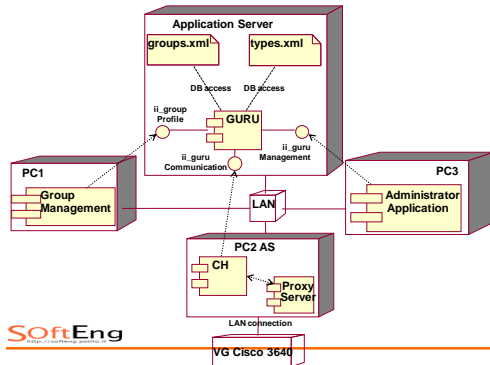 Application Server
groups.xml
types.xml
DB access
DB access
GURU
ii_group
Profile
ii_guru
Communication
ii_guru
Management
PC1
Group
Management
PC3
Administrator
Application
LAN
PC2 AS
CH
Proxy
Server
LAN connection
VG Cisco 3640
SOftEng
http://softeng.polito.it